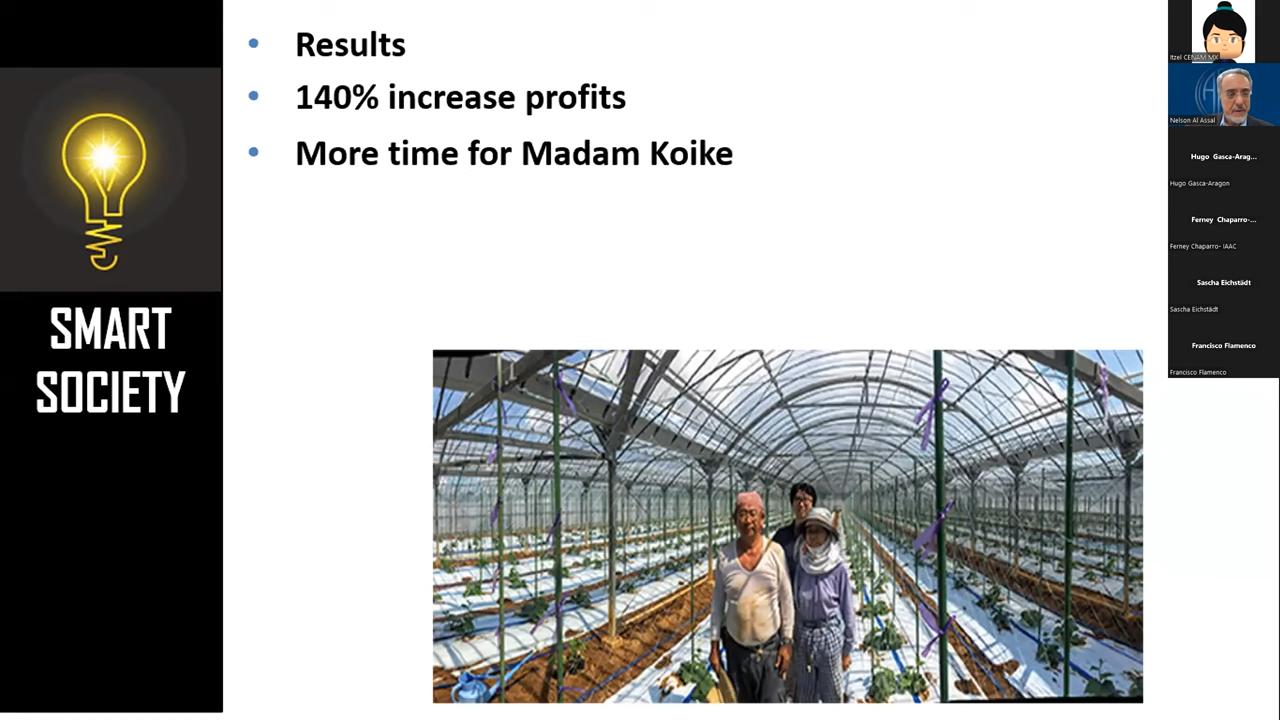 SMART
SOCIETY
Results
140% increase profits
More time for Madam Koike
Itzel CENAM MX
Nelson Al Assal
Hugo Gasca-Arag...
Hugo Gasca-Aragon
Ferney Chaparro-...
Ferney Chaparro- IAAC
Sascha Eichstädt
Sascha Eichstädt
Francisco Flamenco
Francisco Flamenco